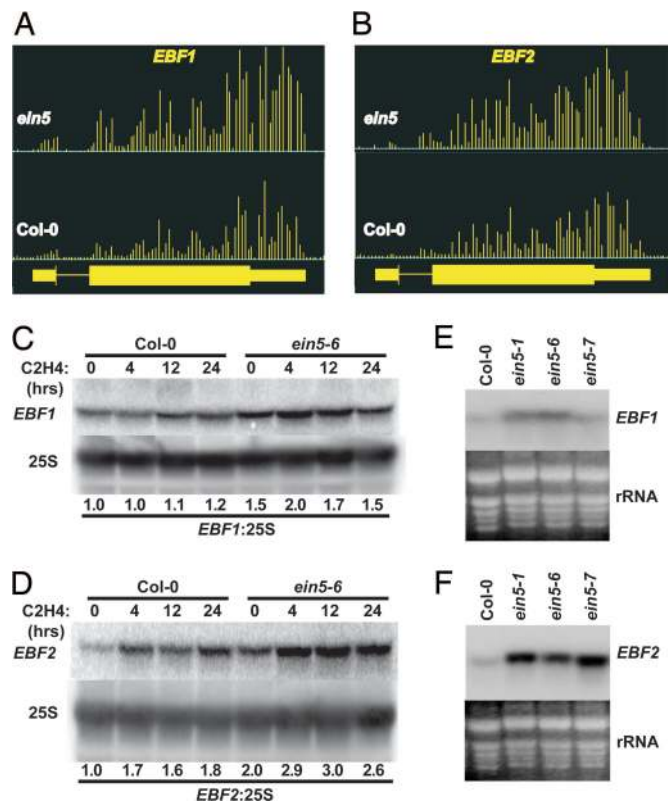 A
EBF1
ein5
Col-0
B
EBF2
ein5
Col-0
C
Col-0 ein5-6
C2H4: 0 4 12 24 0 4 12 24
(hrs)
EBF1
25S
1.0 1.0 1.1 1.2 1.5 2.0 1.7 1.5
EBF1:25S
D
Col-0 ein5-6
C2H4: 0 4 12 24 0 4 12 24
(hrs)
EBF2
25S
1.0 1.7 1.6 1.8 2.0 2.9 3.0 2.6
EBF2:25S
E
Col-0 ein5-1 ein5-6 ein5-7
EBF1
rRNA
F
Col-0 ein5-1 ein5-6 ein5-7
EBF2
rRNA